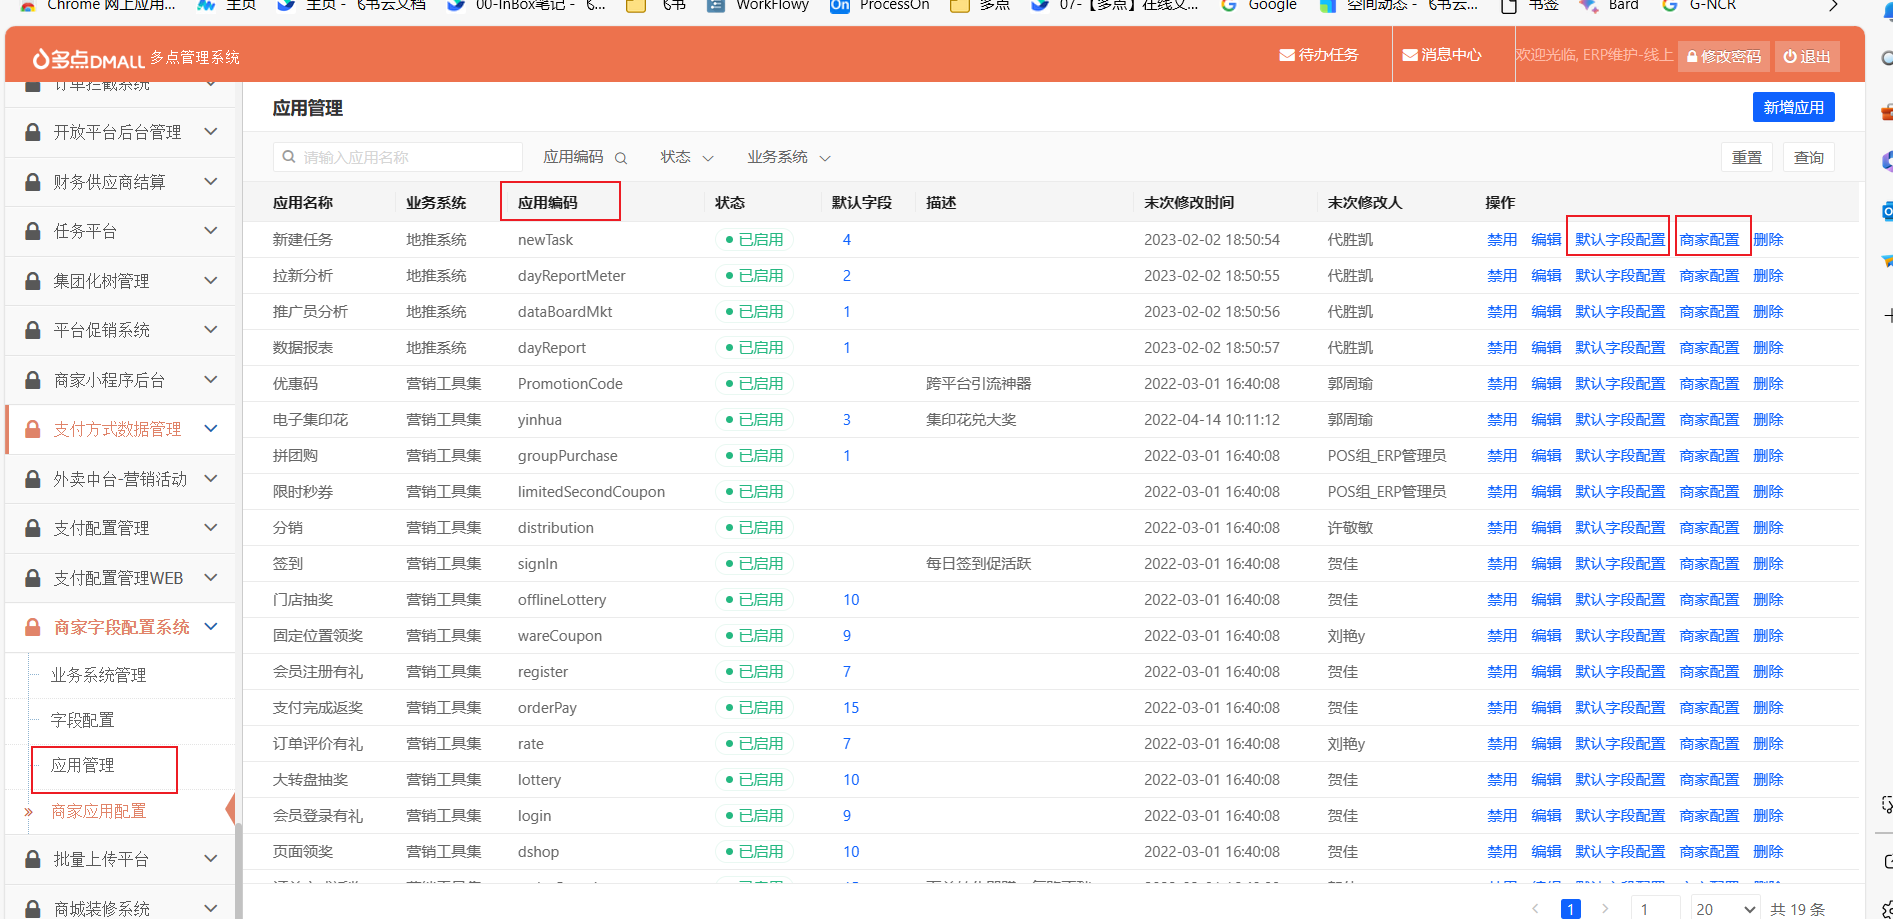 Chrome 网上应用... 主页 主页 - 飞书云文档 00-InBox笔记 - 飞... 飞书 WorkFlowy ProcessOn 多点 07-【多点】在线文... Google 空间动态 - 飞书云... 书签 Bard G-NCR
多点DMALL 多点管理系统 待办任务 消息中心 欢迎光临, ERP维护-线上 修改密码 退出
订单拦截系统
开放平台后台管理
财务供应商结算
任务平台
集团化树管理
平台促销系统
商家小程序后台
支付方式数据管理
外卖中台-营销活动
支付配置管理
支付配置管理WEB
商家字段配置系统
业务系统管理
字段配置
应用管理
商家应用配置
批量上传平台
商城装修系统
应用管理 新增应用
请输入应用名称 应用编码 状态 业务系统 重置 查询
应用名称 业务系统 应用编码 状态 默认字段 描述 末次修改时间 末次修改人 操作
新建任务 地推系统 newTask 已启用 4 2023-02-02 18:50:54 代胜凯 禁用 编辑 默认字段配置 商家配置 删除
拉新分析 地推系统 dayReportMeter 已启用 2 2023-02-02 18:50:55 代胜凯 禁用 编辑 默认字段配置 商家配置 删除
推广员分析 地推系统 dataBoardMkt 已启用 1 2023-02-02 18:50:56 代胜凯 禁用 编辑 默认字段配置 商家配置 删除
数据报表 地推系统 dayReport 已启用 1 2023-02-02 18:50:57 代胜凯 禁用 编辑 默认字段配置 商家配置 删除
优惠码 营销工具集 PromotionCode 已启用 跨平台引流神器 2022-03-01 16:40:08 郭周瑜 禁用 编辑 默认字段配置 商家配置 删除
电子集印花 营销工具集 yinhua 已启用 3 集印花兑大奖 2022-04-14 10:11:12 郭周瑜 禁用 编辑 默认字段配置 商家配置 删除
拼团购 营销工具集 groupPurchase 已启用 1 2022-03-01 16:40:08 POS组_ERP管理员 禁用 编辑 默认字段配置 商家配置 删除
限时秒券 营销工具集 limitedSecondCoupon 已启用 2022-03-01 16:40:08 POS组_ERP管理员 禁用 编辑 默认字段配置 商家配置 删除
分销 营销工具集 distribution 已启用 2022-03-01 16:40:08 许敬敏 禁用 编辑 默认字段配置 商家配置 删除
签到 营销工具集 signIn 已启用 每日签到促活跃 2022-03-01 16:40:08 贺佳 禁用 编辑 默认字段配置 商家配置 删除
门店抽奖 营销工具集 offlineLottery 已启用 10 2022-03-01 16:40:08 贺佳 禁用 编辑 默认字段配置 商家配置 删除
固定位置领奖 营销工具集 wareCoupon 已启用 9 2022-03-01 16:40:08 刘艳y 禁用 编辑 默认字段配置 商家配置 删除
会员注册有礼 营销工具集 register 已启用 7 2022-03-01 16:40:08 贺佳 禁用 编辑 默认字段配置 商家配置 删除
支付完成返奖 营销工具集 orderPay 已启用 15 2022-03-01 16:40:08 贺佳 禁用 编辑 默认字段配置 商家配置 删除
订单评价有礼 营销工具集 rate 已启用 7 2022-03-01 16:40:08 刘艳y 禁用 编辑 默认字段配置 商家配置 删除
大转盘抽奖 营销工具集 lottery 已启用 10 2022-03-01 16:40:08 贺佳 禁用 编辑 默认字段配置 商家配置 删除
会员登录有礼 营销工具集 login 已启用 9 2022-03-01 16:40:08 贺佳 禁用 编辑 默认字段配置 商家配置 删除
页面领奖 营销工具集 dshop 已启用 10 2022-03-01 16:40:08 贺佳 禁用 编辑 默认字段配置 商家配置 删除
1 1 20 共 19 条